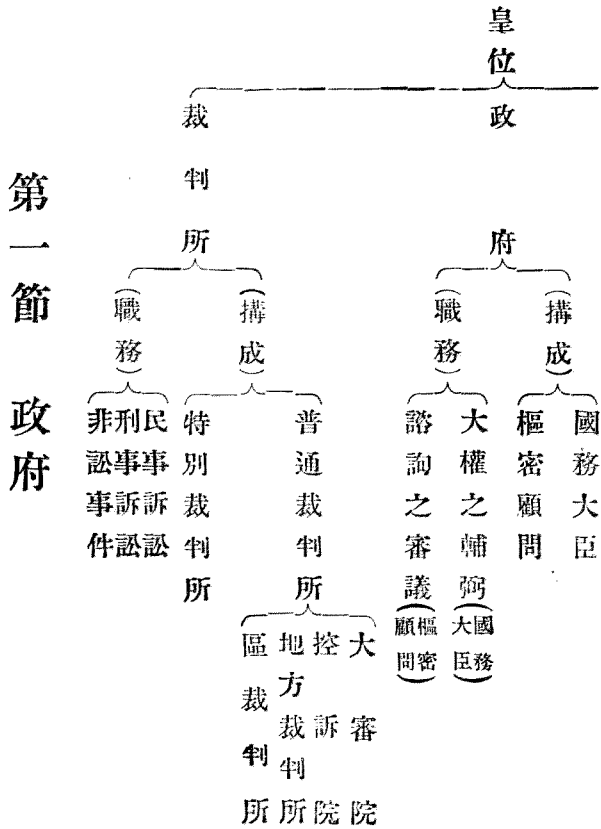 皇位
政府
(構成)
國務大臣
樞密顧問
(職務)
大權之輔弼(國務大臣)
諮詢之審議(樞密顧問)
裁判所
(構成)
普通裁判所
大審院
控訴院
地方裁判所
區裁判所
特別裁判所
(職務)
民事訴訟
刑事訴訟
非訟事件
第一節 政府